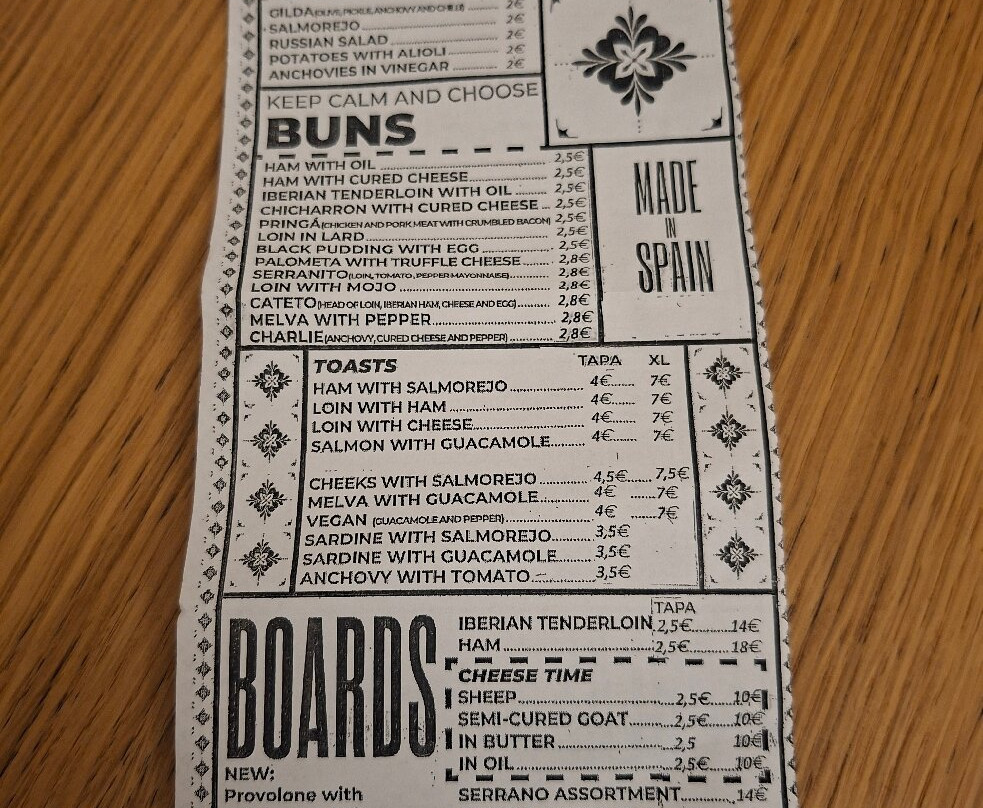 GILDA (OLIVE, PICKLE, ANCHOVY AND CHILLI) 2€
SALMOREJO 2€
RUSSIAN SALAD 2€
POTATOES WITH ALIOLI 2€
ANCHOVIES IN VINEGAR 2€
KEEP CALM AND CHOOSE
BUNS
HAM WITH OIL 2,5€
HAM WITH CURED CHEESE 2,5€
IBERIAN TENDERLOIN WITH OIL 2,5€
CHICHARRON WITH CURED CHEESE 2,5€
PRINGÁ (CHICKEN AND PORK MEAT WITH CRUMBLED BACON) 2,5€
LOIN IN LARD 2,5€
BLACK PUDDING WITH EGG 2,5€
PALOMETA WITH TRUFFLE CHEESE 2,8€
SERRANITO (LOIN, TOMATO, PEPPER MAYONNAISE) 2,8€
LOIN WITH MOJO 2,8€
CATETO (HEAD OF LOIN, IBERIAN HAM, CHEESE AND EGG) 2,8€
MELVA WITH PEPPER 2,8€
CHARLIE (ANCHOVY, CURED CHEESE AND PEPPER) 2,8€
MADE
IN
SPAIN
TOASTS TAPA XL
HAM WITH SALMOREJO 4€ 7€
LOIN WITH HAM 4€ 7€
LOIN WITH CHEESE 4€ 7€
SALMON WITH GUACAMOLE 4€ 7€
CHEEKS WITH SALMOREJO 4,5€ 7,5€
MELVA WITH GUACAMOLE 4€ 7€
VEGAN (GUACAMOLE AND PEPPER) 4€ 7€
SARDINE WITH SALMOREJO 3,5€
SARDINE WITH GUACAMOLE 3,5€
ANCHOVY WITH TOMATO 3,5€
BOARDS
TAPA
IBERIAN TENDERLOIN 2,5€ 14€
HAM 2,5€ 18€
CHEESE TIME
SHEEP 2,5€ 10€
SEMI-CURED GOAT 2,5€ 10€
IN BUTTER 2,5 10€
IN OIL 2,5€ 10€
NEW:
Provolone with
SERRANO ASSORTMENT 14€